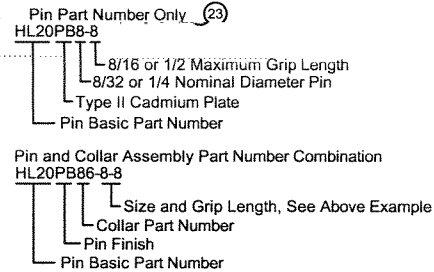 Pin Part Number Only 23
HL20PB8-8
8/16 or 1/2 Maximum Grip Length
8/32 or 1/4 Nominal Diameter Pin
Type II Cadmium Plate
Pin Basic Part Number
Pin and Collar Assembly Part Number Combination
HL20PB86-8-8
Size and Grip Length, See Above Example
Collar Part Number
Pin Finish
Pin Basic Part Number